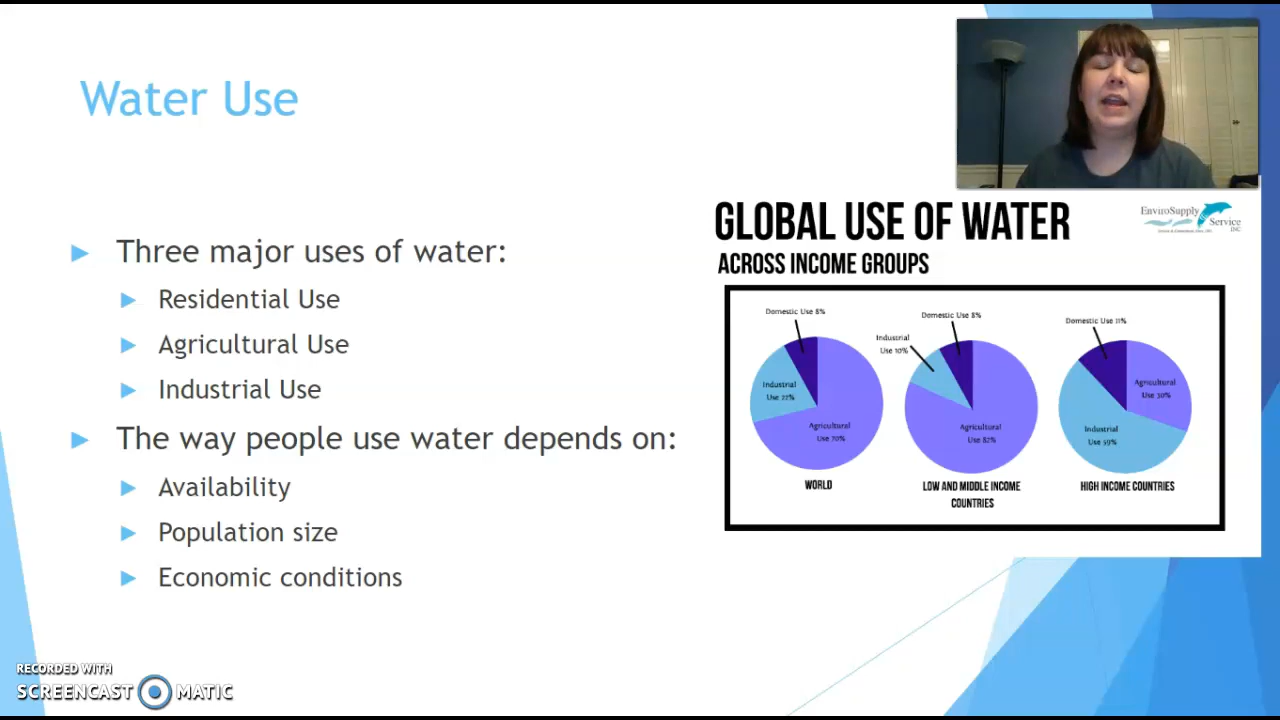 Water Use
Three major uses of water:
Residential Use
Agricultural Use
Industrial Use
The way people use water depends on:
Availability
Population size
Economic conditions
GLOBAL USE OF WATER
ACROSS INCOME GROUPS
EnviroSupply
Service
INC
Domestic Use 8%
Industrial
Use 22%
Agricultural
Use 70%
WORLD
Domestic Use 8%
Industrial
Use 10%
Agricultural
Use 82%
LOW AND MIDDLE INCOME
COUNTRIES
Domestic Use 11%
Agricultural
Use 30%
Industrial
Use 59%
HIGH INCOME COUNTRIES
RECORDED WITH
SCREENCAST MATIC